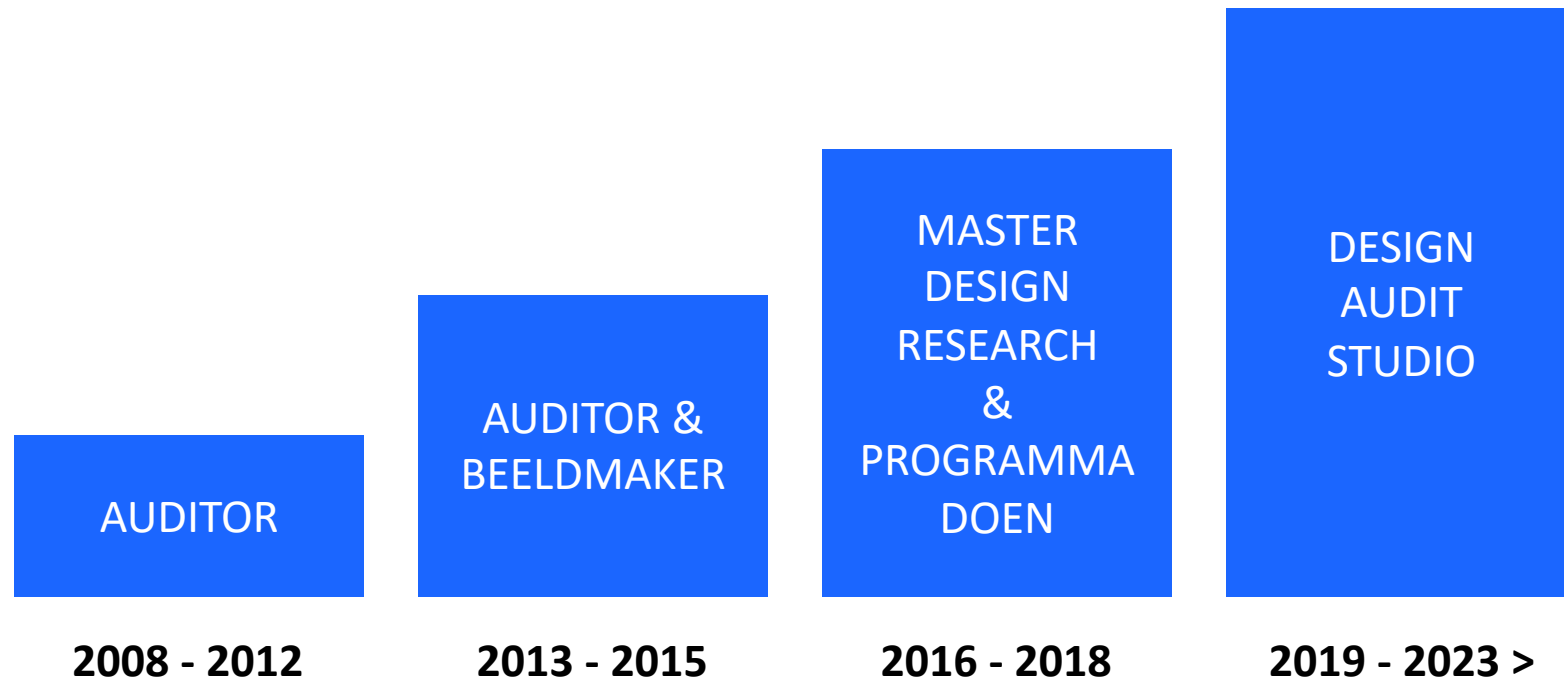 AUDITOR
AUDITOR &
BEELDMAKER
MASTER
DESIGN
RESEARCH
&
PROGRAMMA
DOEN
DESIGN
AUDIT
STUDIO
2008 - 2012
2013 - 2015
2016 - 2018
2019 - 2023 >